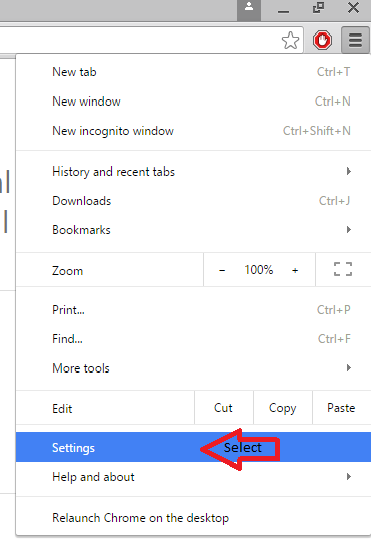 New tab Ctrl+T
New window Ctrl+N
New incognito window Ctrl+Shift+N
History and recent tabs
Downloads Ctrl+J
Bookmarks
Zoom − 100% +
Print... Ctrl+P
Find... Ctrl+F
More tools
Edit Cut Copy Paste
Settings Select
Help and about
Relaunch Chrome on the desktop